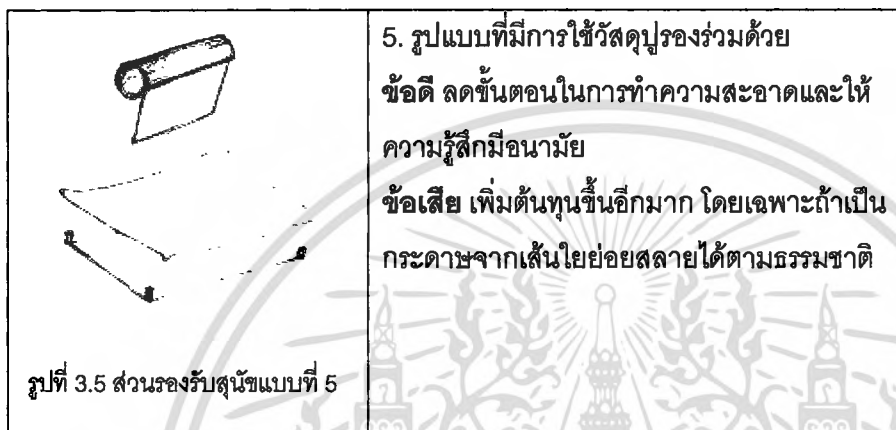 5. รูปแบบที่มีการใช้วัสดุปูรองร่วมด้วย
ข้อดี ลดขั้นตอนในการทำความสะอาดและให้
ความรู้สึกมีอนามัย
ข้อเสีย เพิ่มต้นทุนขึ้นอีกมาก โดยเฉพาะถ้าเป็น
กระดาษจากเส้นใยย่อยสลายได้ตามธรรมชาติ
รูปที่ 3.5 ส่วนรองรับสุนัขแบบที่ 5